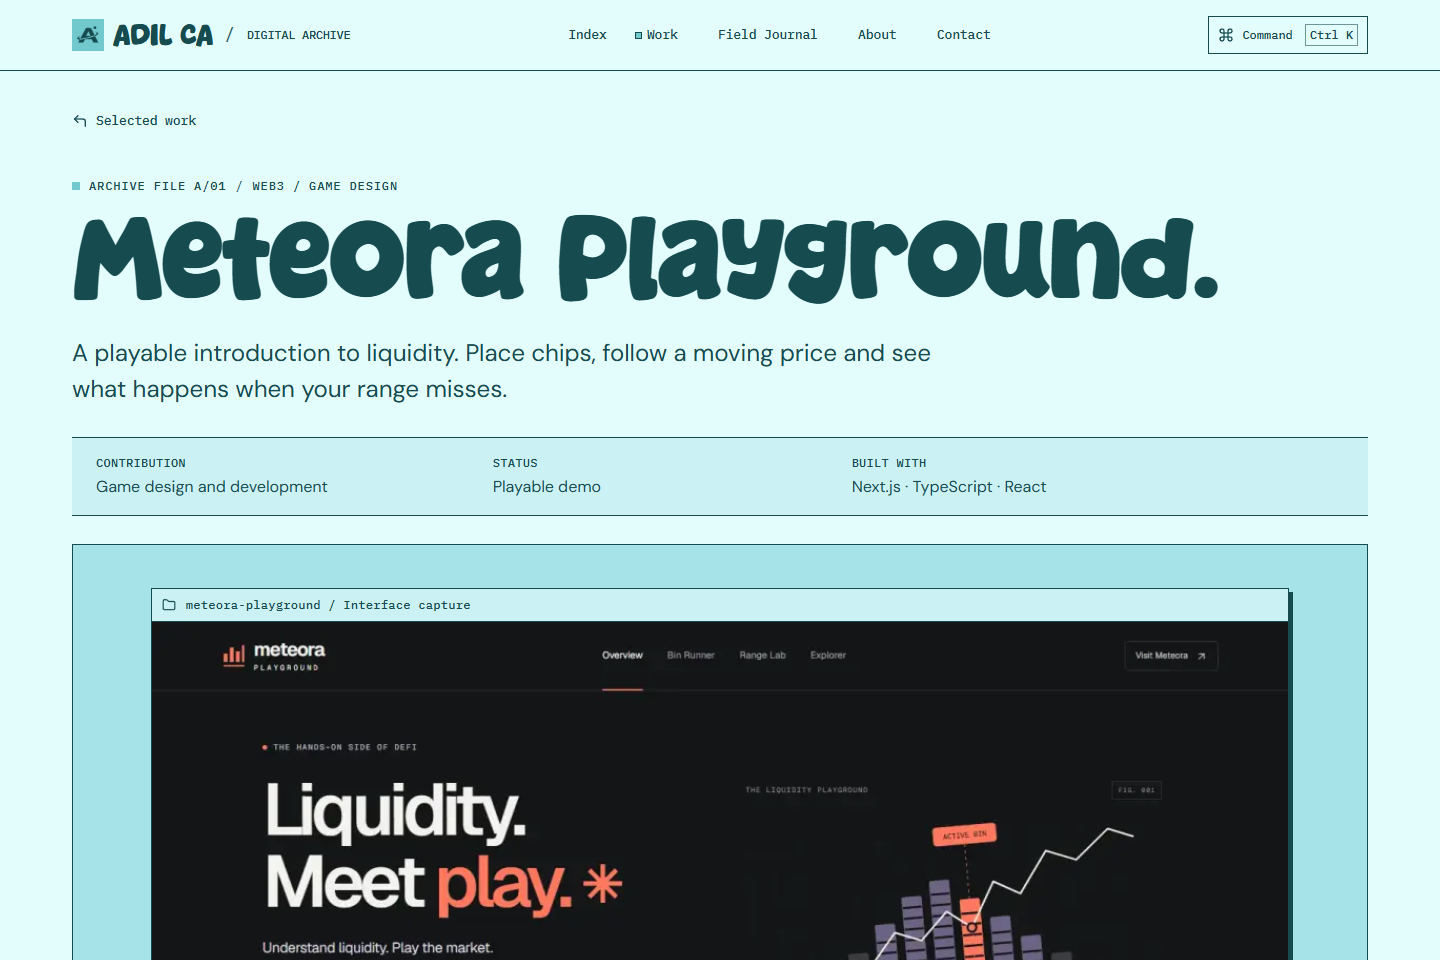 ADIL CA / DIGITAL ARCHIVE
Index
Work
Field Journal
About
Contact
Command Ctrl K
Selected work
ARCHIVE FILE A/01 / WEB3 / GAME DESIGN
Meteora Playground.
A playable introduction to liquidity. Place chips, follow a moving price and see
what happens when your range misses.
CONTRIBUTION
Game design and development
STATUS
Playable demo
BUILT WITH
Next.js · TypeScript · React
meteora-playground / Interface capture
meteora
PLAYGROUND
Overview
Bin Runner
Range Lab
Explorer
Visit Meteora
THE HANDS-ON SIDE OF DEFI
Liquidity.
Meet play.
Understand liquidity. Play the market.
THE LIQUIDITY PLAYGROUND
FIG. 001
ACTIVE BIN